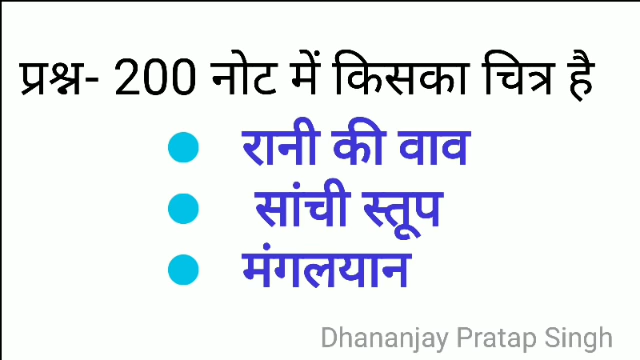 प्रश्न- 200 नोट में किसका चित्र है
रानी की वाव
सांची स्तूप
मंगलयान
Dhananjay Pratap Singh